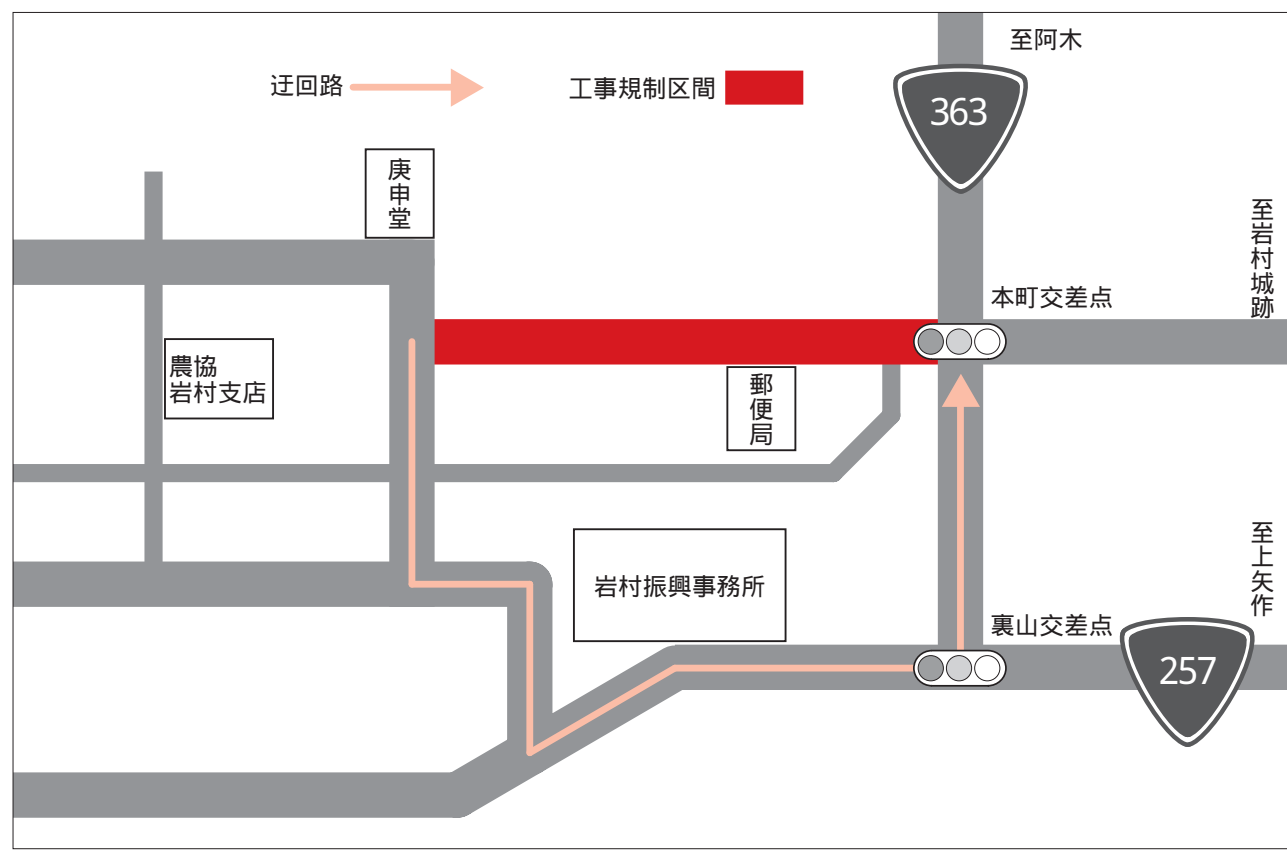 至阿木
迂回路
工事規制区間
363
庚申堂
至岩村城跡
本町交差点
農協
岩村支店
郵便局
至上矢作
岩村振興事務所
裏山交差点
257